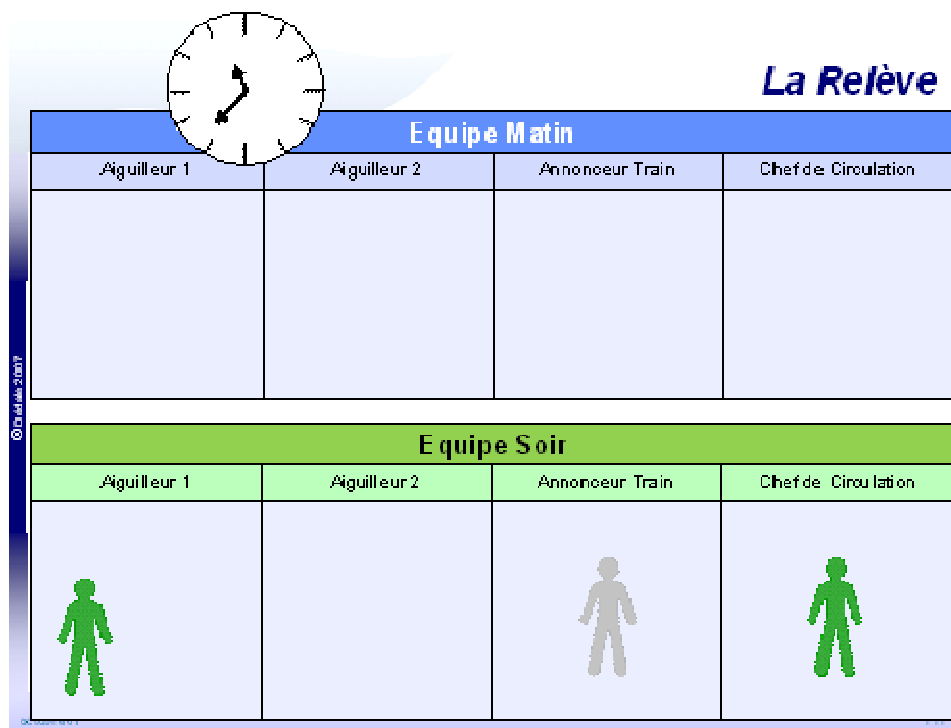 La Relève
Equipe Matin
Aiguilleur 1
Aiguilleur 2
Annonceur Train
Chef de Circulation
Equipe Soir
Aiguilleur 1
Aiguilleur 2
Annonceur Train
Chef de Circulation
2007